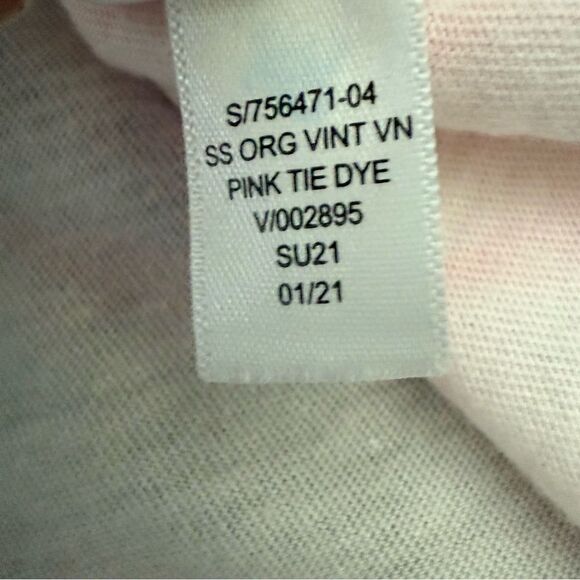 S/756471-04
SS ORG VINT VN
PINK TIE DYE
V/002895
SU21
01/21